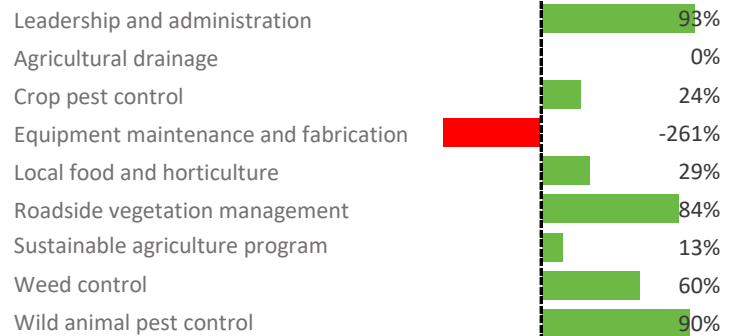 Leadership and administration 93%
Agricultural drainage 0%
Crop pest control 24%
Equipment maintenance and fabrication -261%
Local food and horticulture 29%
Roadside vegetation management 84%
Sustainable agriculture program 13%
Weed control 60%
Wild animal pest control 90%